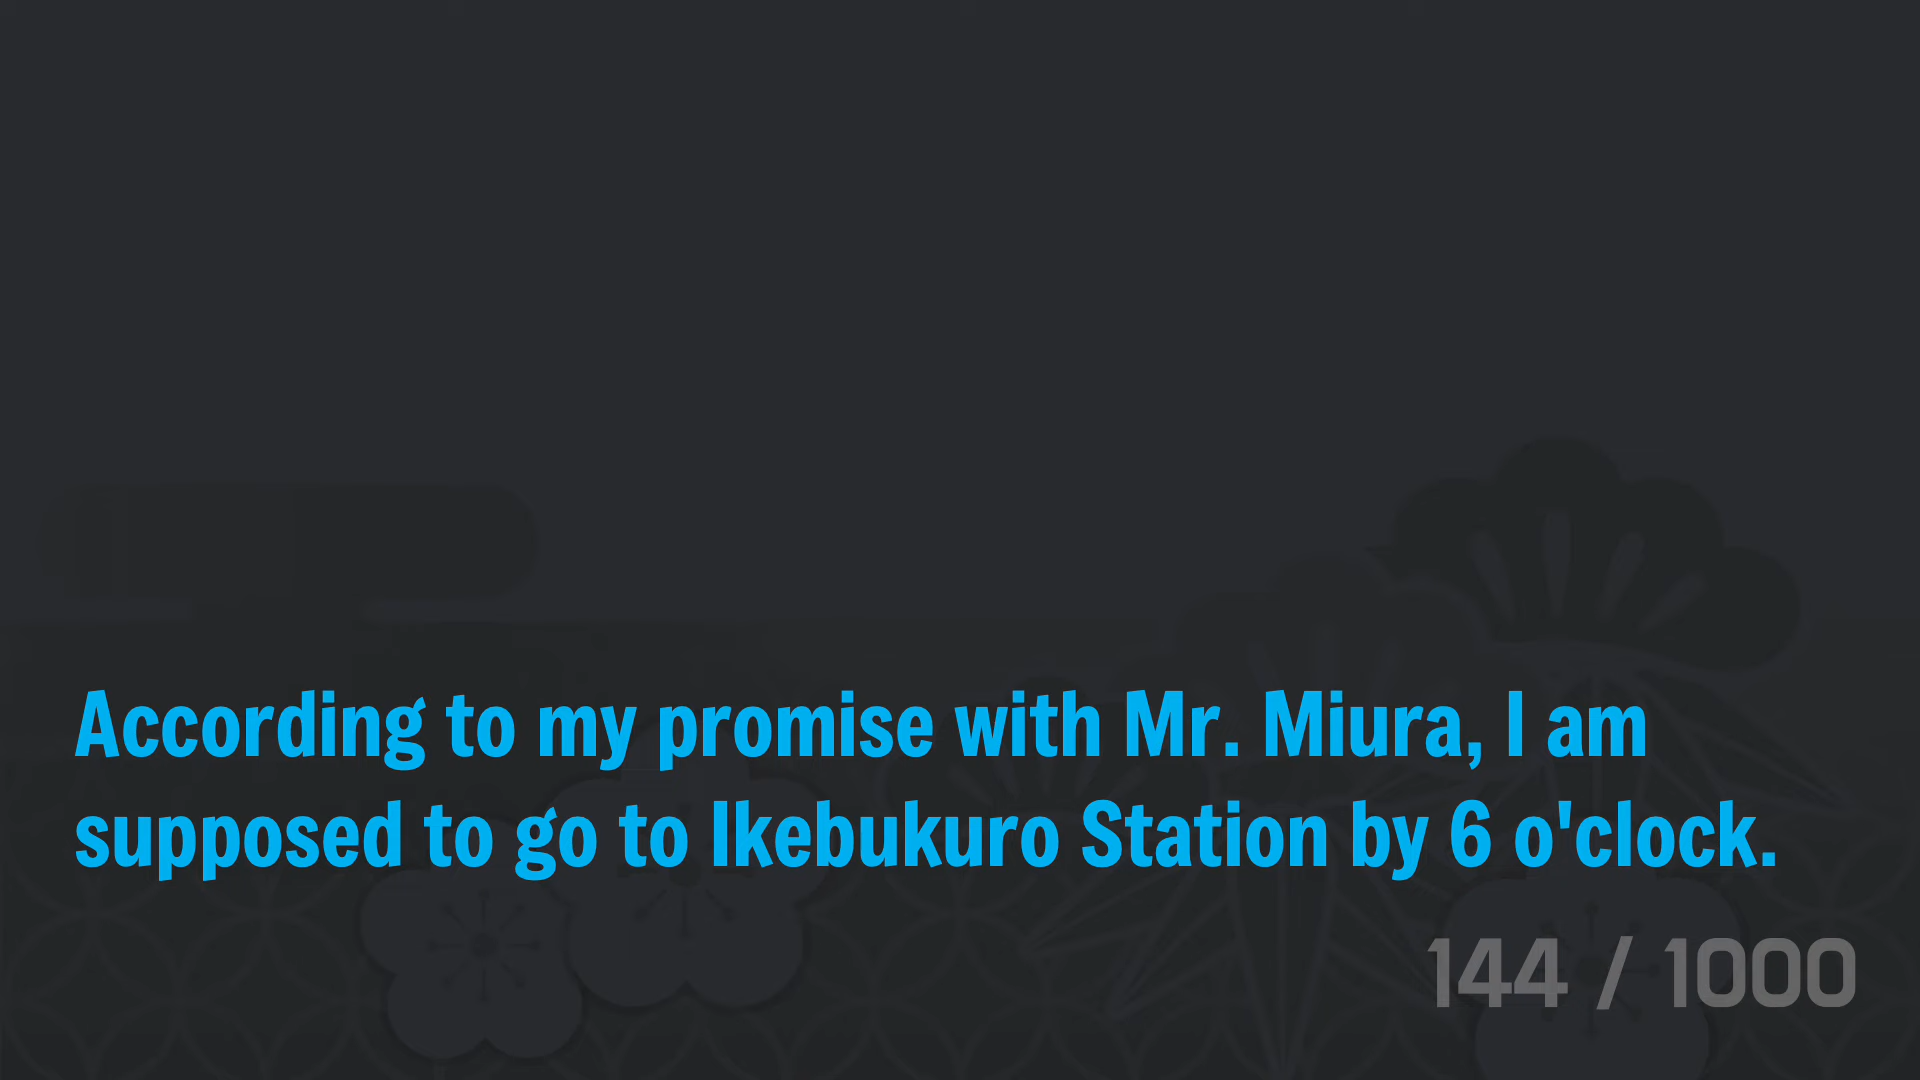 According to my promise with Mr. Miura, I am
supposed to go to Ikebukuro Station by 6 o'clock.
144 / 1000